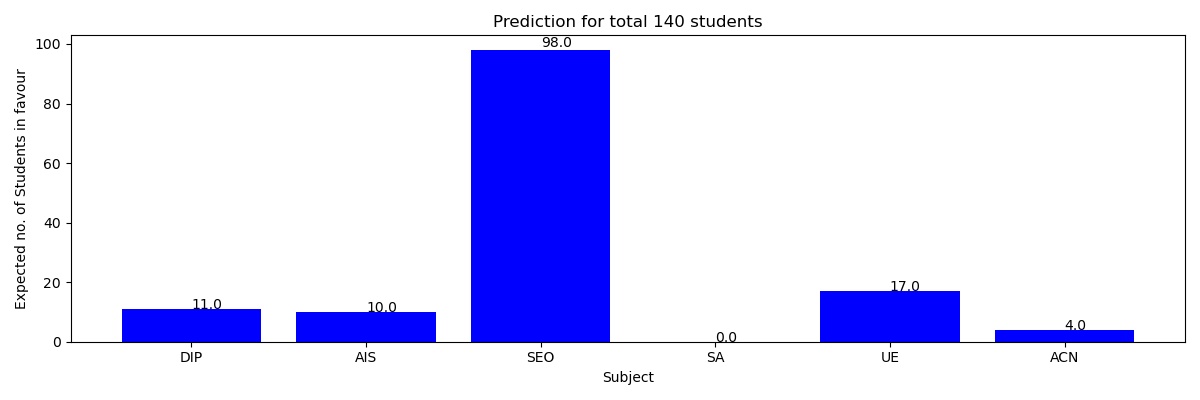 Prediction for total 140 students
Expected no. of Students in favour
100
80
60
40
20
0
11.0
10.0
98.0
0.0
17.0
4.0
DIP
AIS
SEO
SA
UE
ACN
Subject